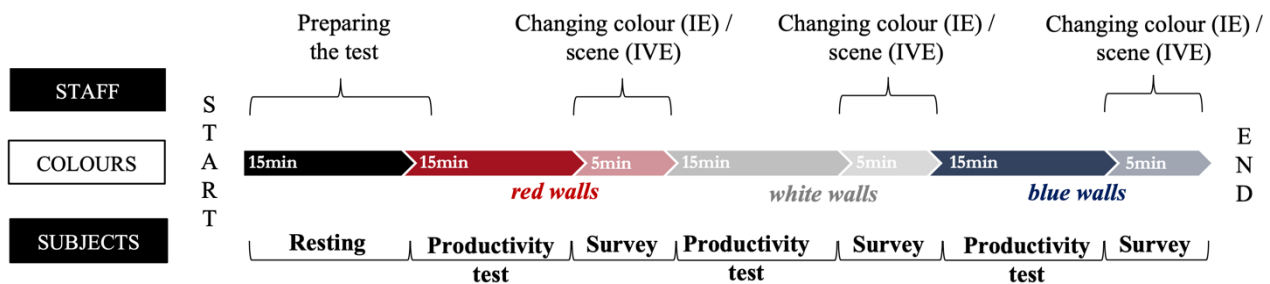 Preparing
the test
Changing colour (IE) /
scene (IVE)
Changing colour (IE) /
scene (IVE)
Changing colour (IE) /
scene (IVE)
STAFF
START
END
COLOURS
15min
15min
5min
15min
5min
15min
5min
red walls
white walls
blue walls
SUBJECTS
Resting
Productivity
test
Survey
Productivity
test
Survey
Productivity
test
Survey